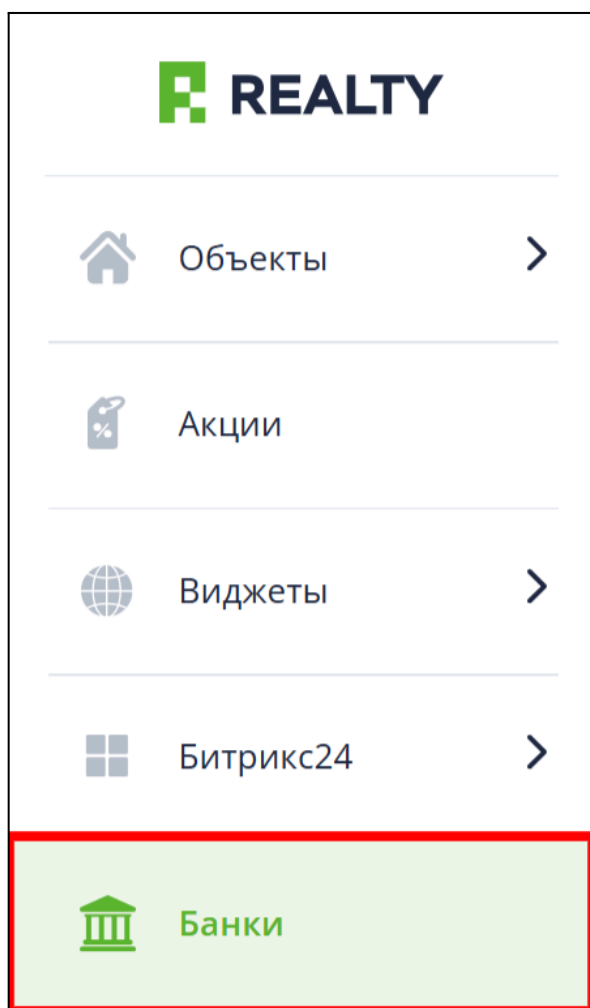 REALTY
Объекты
Акции
%
Виджеты
Битрикс24
Банки